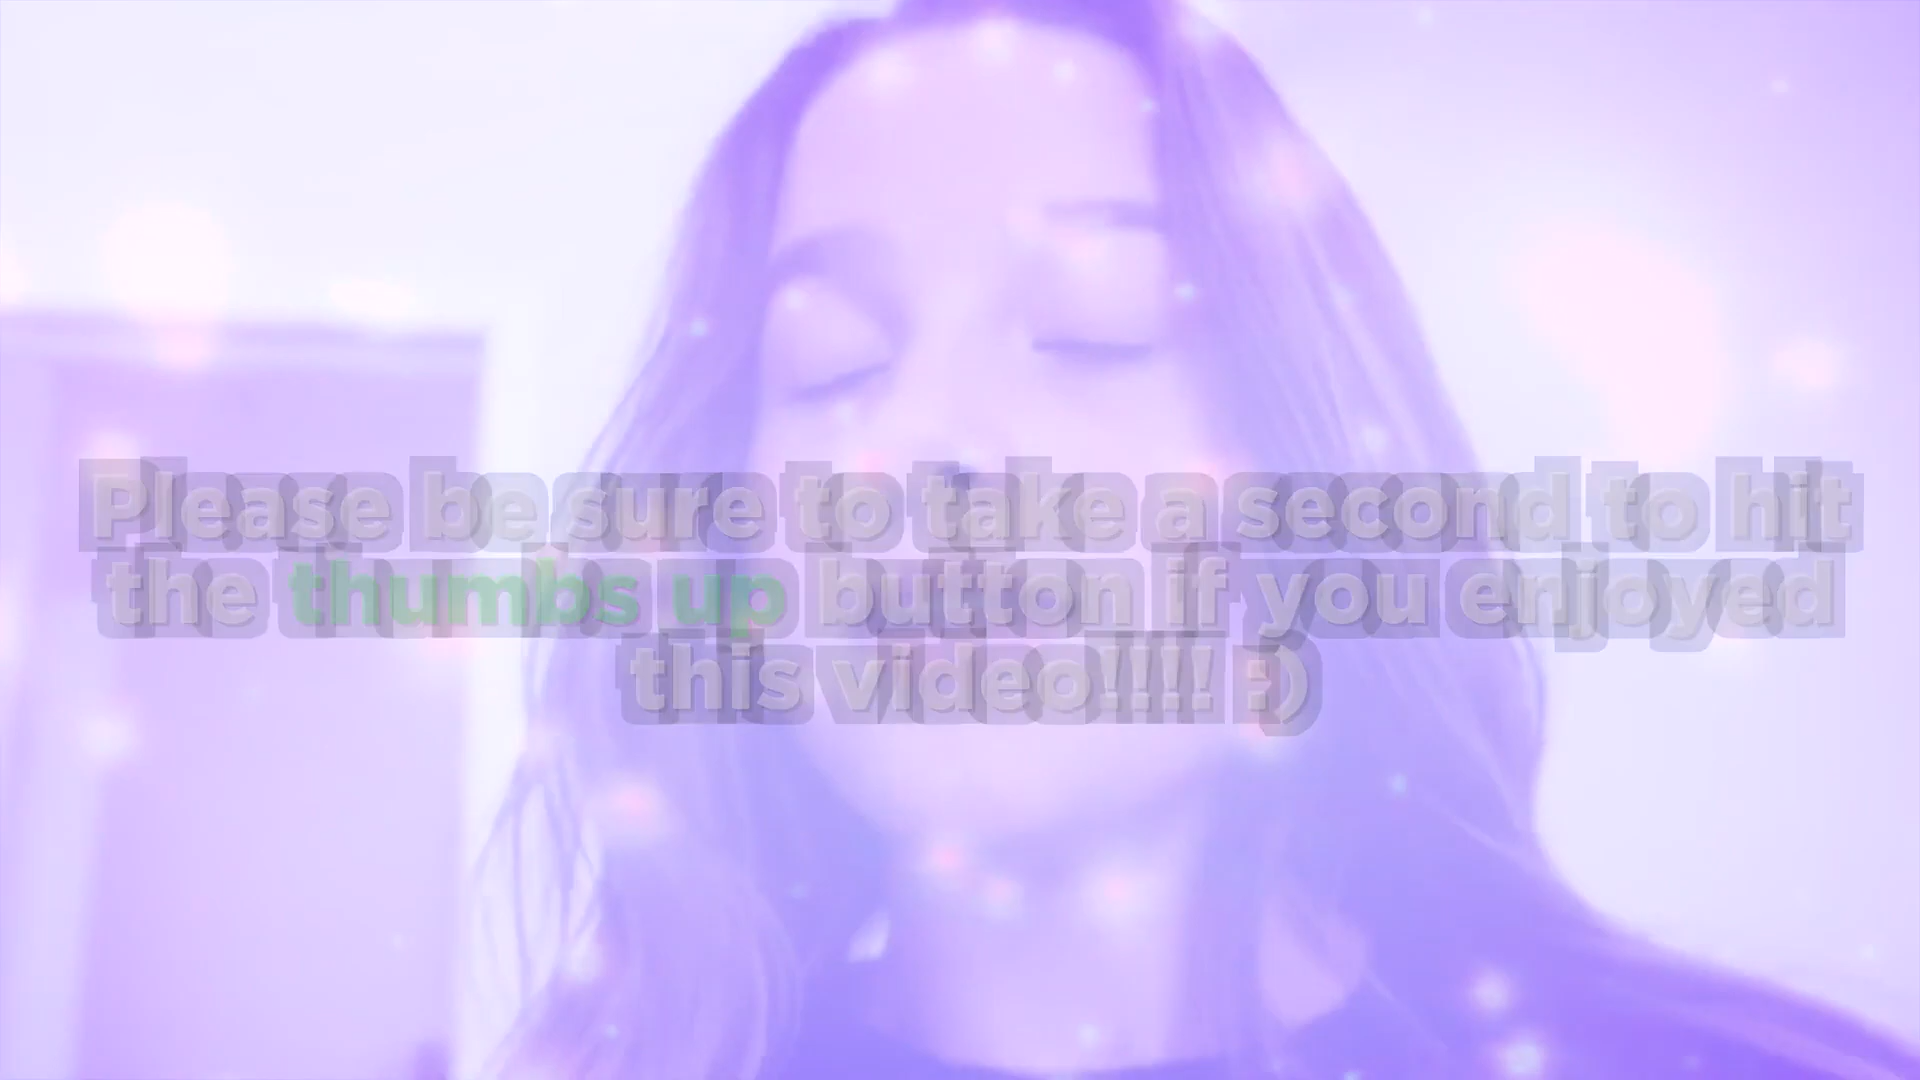 Please be sure to take a second to hit
the thumbs up button if you enjoyed
this video!!!! :)